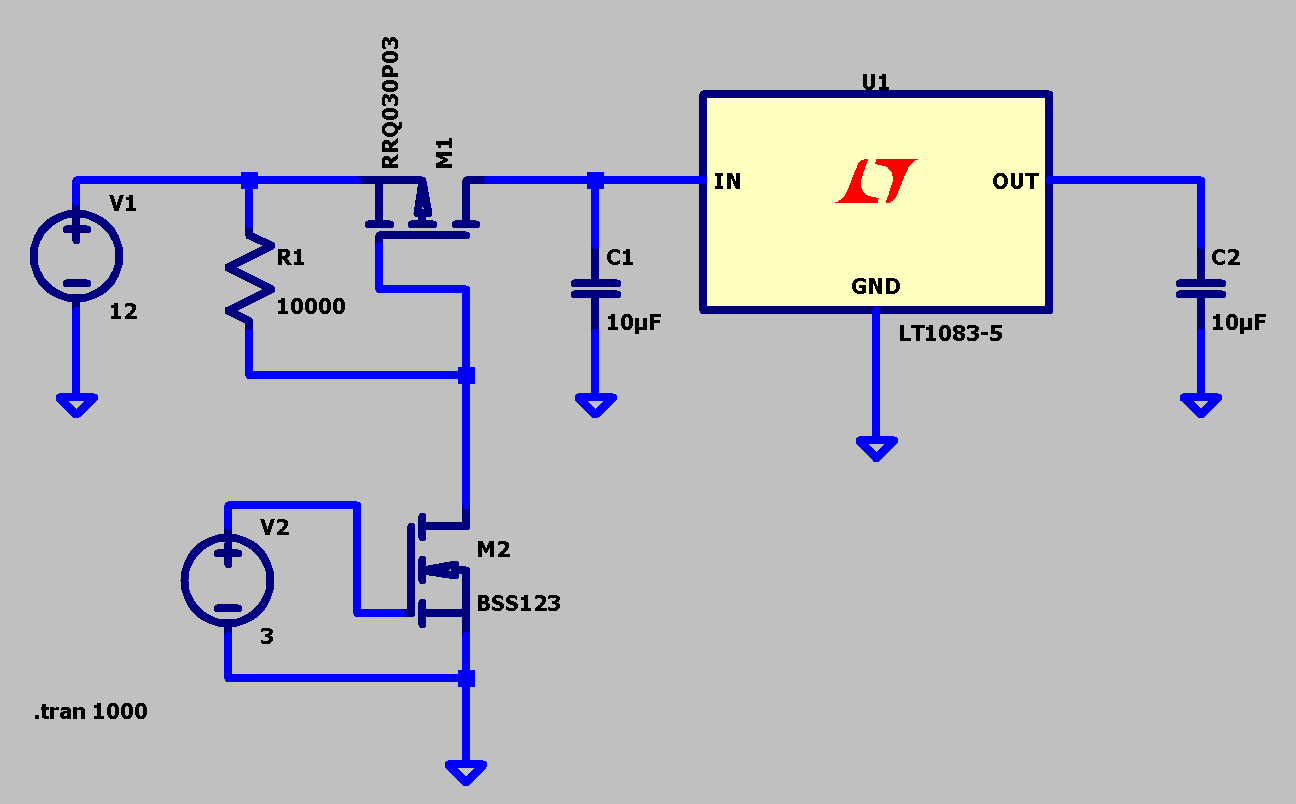 RRQ030P03
M1
U1
V1
12
R1
10000
C1
10µF
IN
OUT
GND
LT1083-5
C2
10µF
V2
3
M2
BSS123
.tran 1000